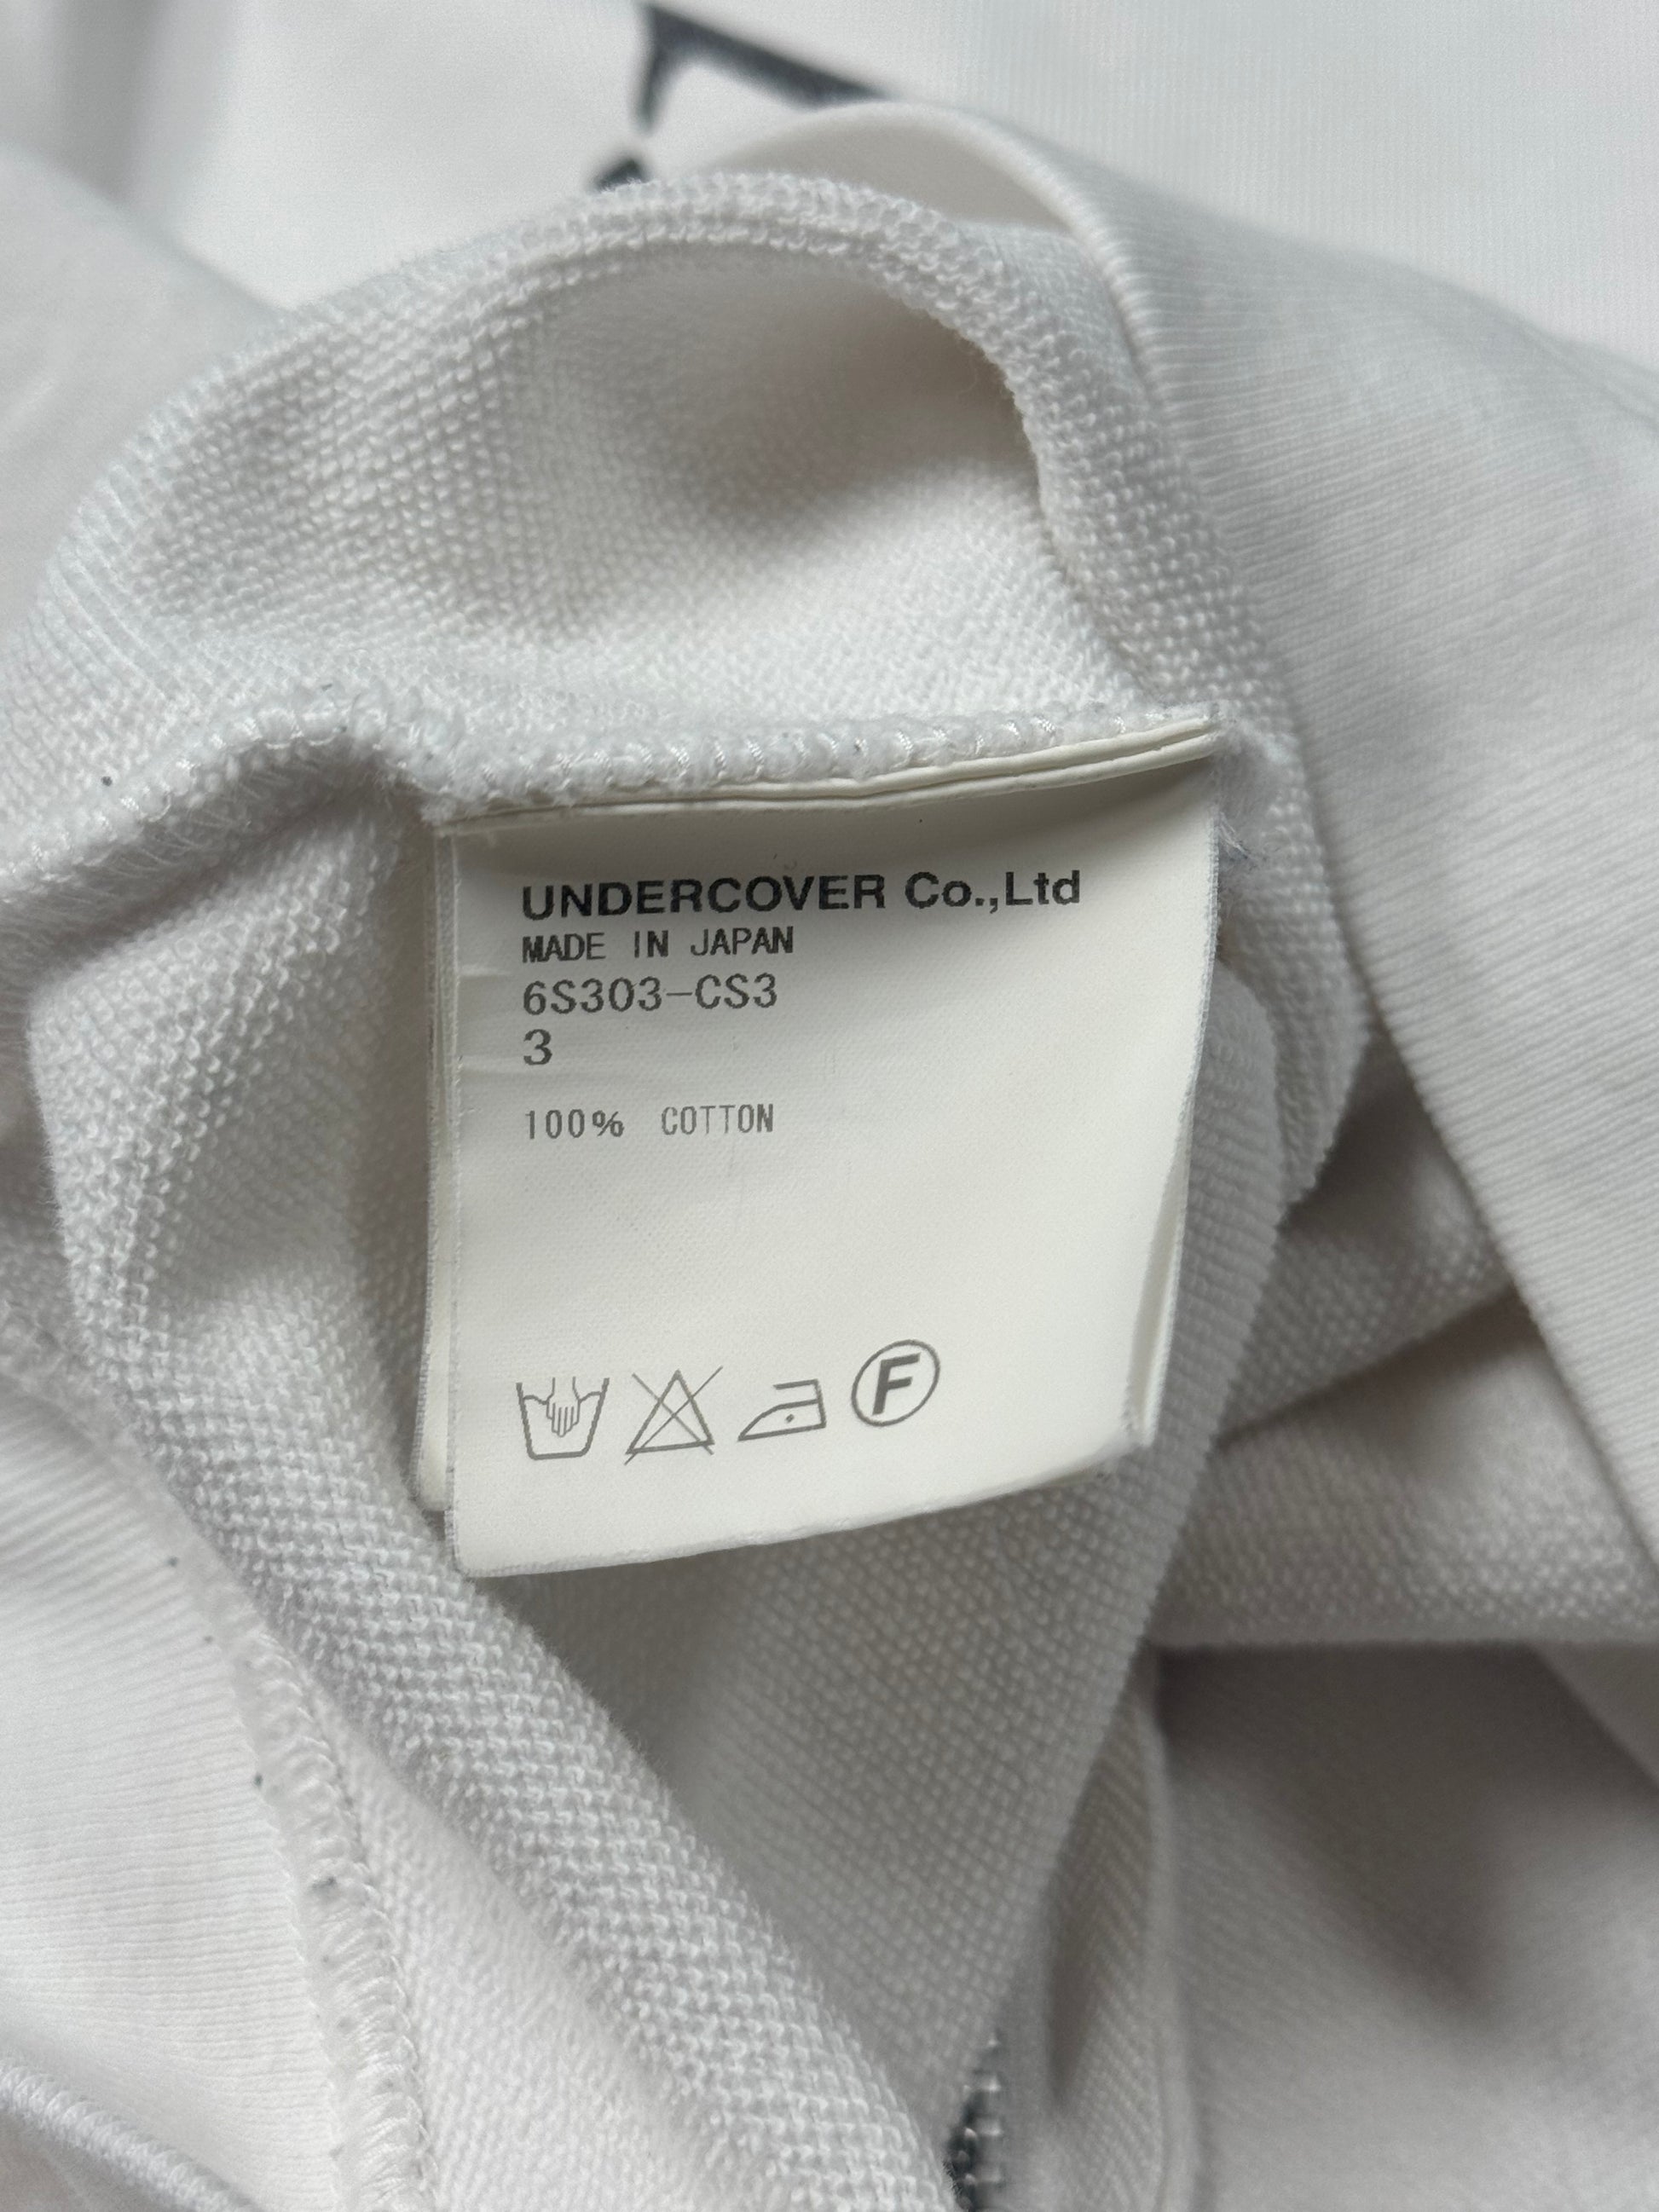 UNDERCOVER Co.,Ltd
MADE IN JAPAN
6S303-CS3
3
100% COTTON
F